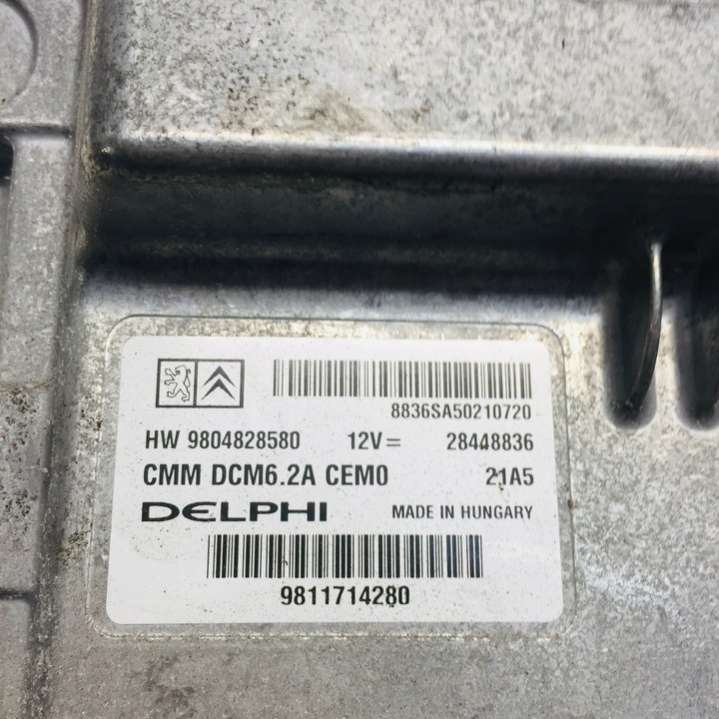 8836SA50210720
HW 9804828580 12V= 28448836
CMM DCM6.2A CEM0 21A5
DELPHI MADE IN HUNGARY
9811714280